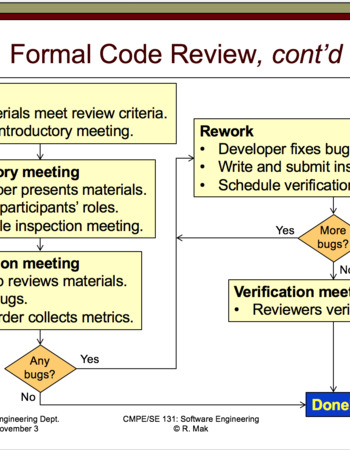 Formal Code Review, cont'd
erials meet review criteria.
ntroductory meeting.
ory meeting
per presents materials.
participants' roles.
le inspection meeting.
on meeting
o reviews materials.
ugs.
rder collects metrics.
Any
bugs?
Yes
No
Rework
• Developer fixes bug
• Write and submit ins
• Schedule verification
Yes
More
bugs?
No
Verification meet
• Reviewers veri
Done
ngineering Dept.
ovember 3
CMPE/SE 131: Software Engineering
© R. Mak